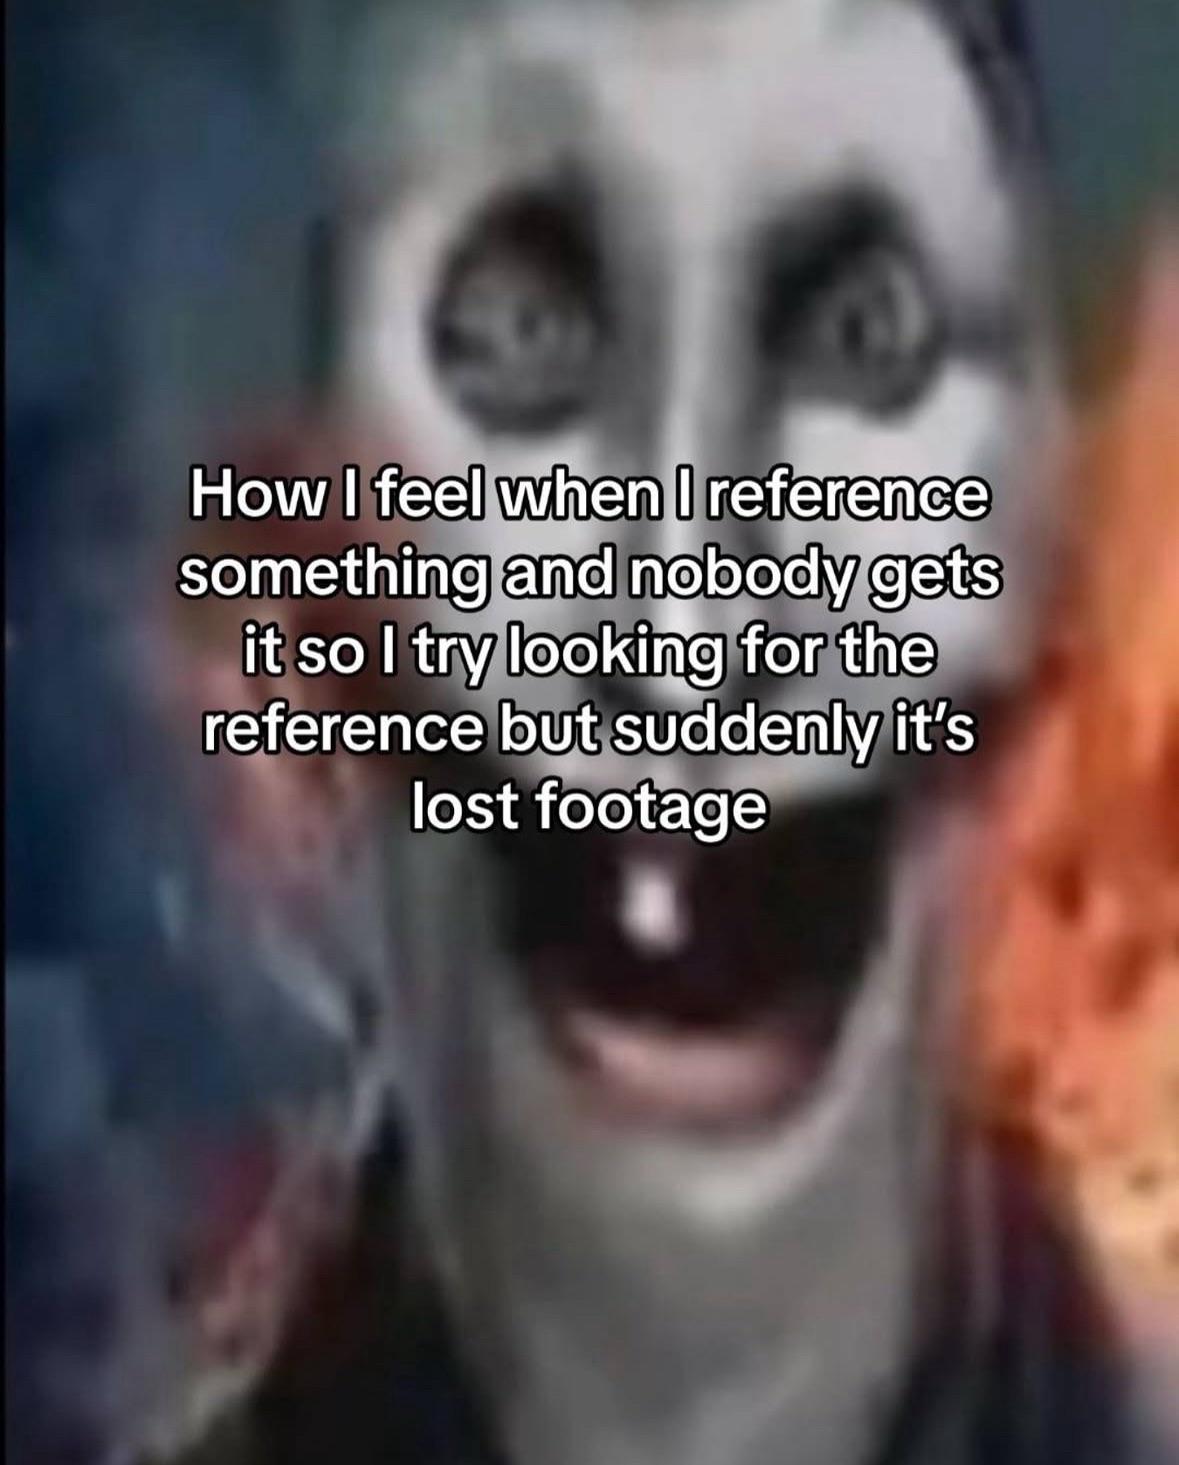 How I feel when I reference
something and nobody gets
it so I try looking for the
reference but suddenly it’s
lost footage